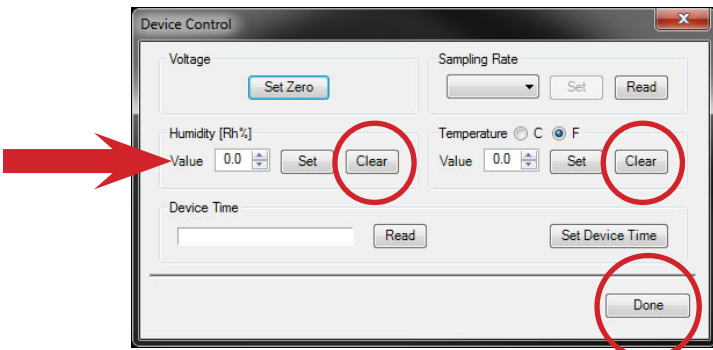 Device Control
x
Voltage
Set Zero
Sampling Rate
Set Read
Humidity [Rh%]
Value 0.0 Set Clear
Temperature C F
Value 0.0 Set Clear
Device Time
Read Set Device Time
Done